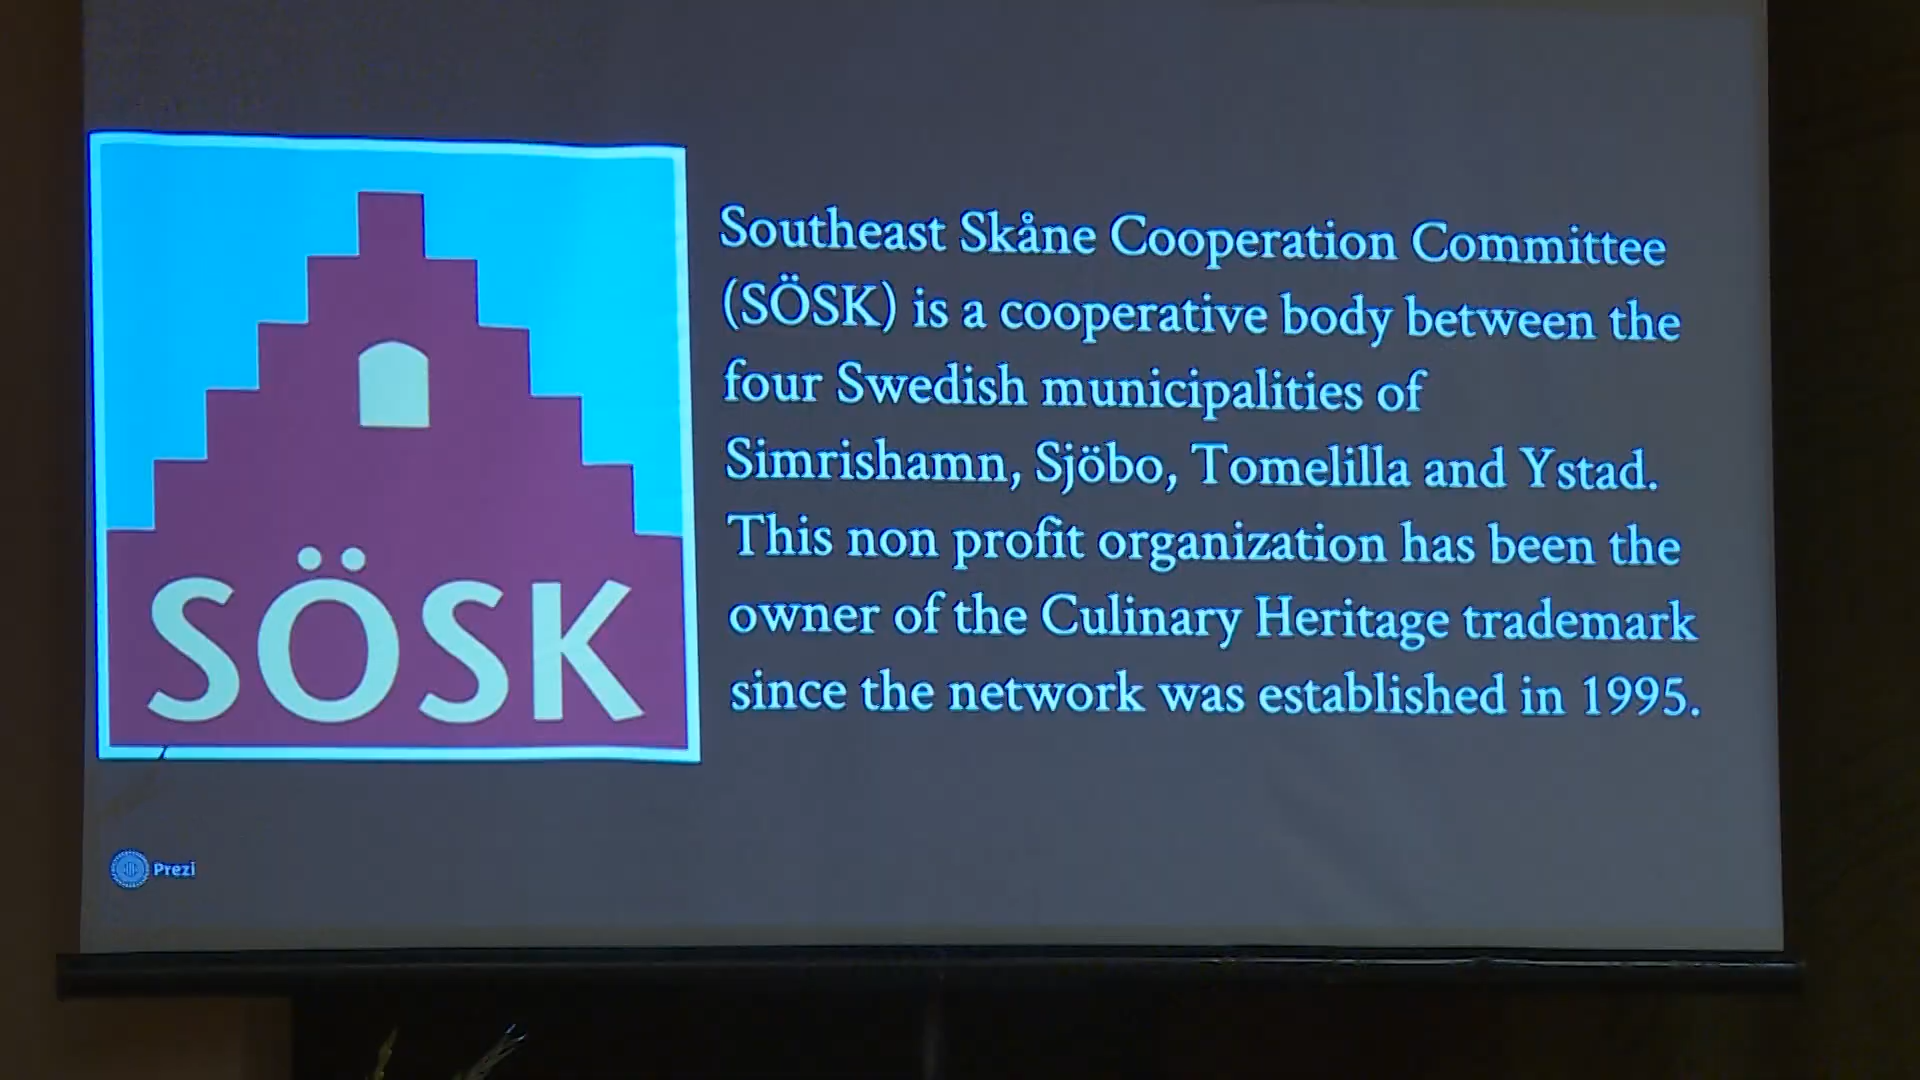 Southeast Skåne Cooperation Committee
(SÖSK) is a cooperative body between the
four Swedish municipalities of
Simrishamn, Sjöbo, Tomelilla and Ystad.
This non profit organization has been the
owner of the Culinary Heritage trademark
since the network was established in 1995.
SÖSK
Prezi